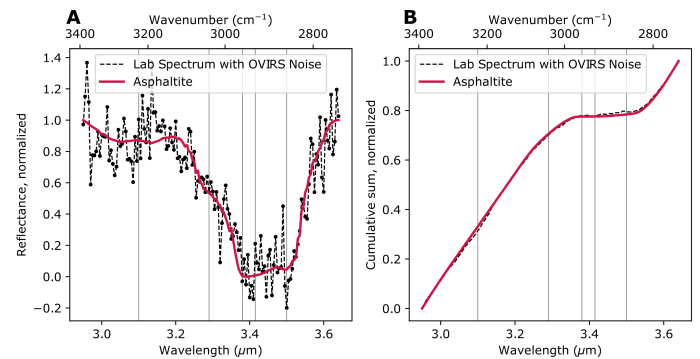 A
Wavenumber (cm⁻¹)
3400 3200 3000 2800
Lab Spectrum with OVIRS Noise
Asphaltite
Reflectance, normalized
1.4
1.2
1.0
0.8
0.6
0.4
0.2
0.0
−0.2
3.0 3.2 3.4 3.6
Wavelength (μm)
B
Wavenumber (cm⁻¹)
3400 3200 3000 2800
Lab Spectrum with OVIRS Noise
Asphaltite
Cumulative sum, normalized
1.0
0.8
0.6
0.4
0.2
0.0
3.0 3.2 3.4 3.6
Wavelength (μm)